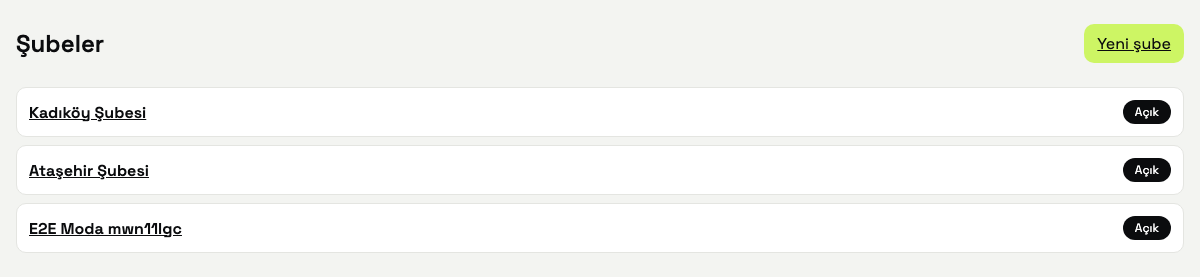 Şubeler
Yeni şube
Kadıköy Şubesi
Açık
Ataşehir Şubesi
Açık
E2E Moda mwn11lgc
Açık